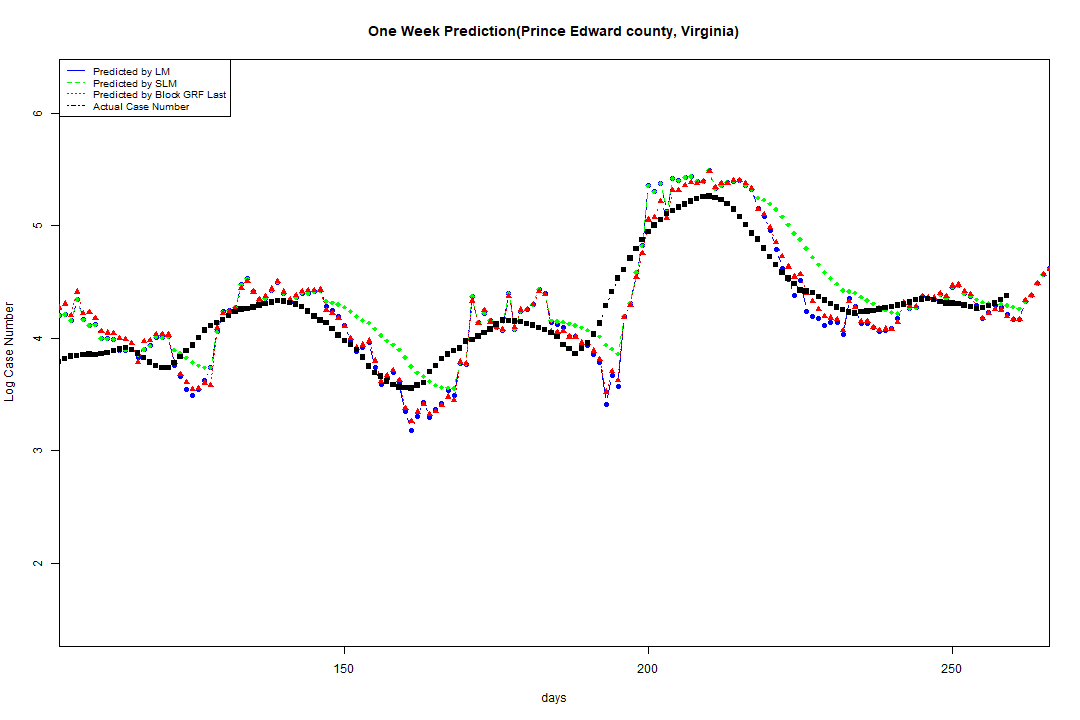 One Week Prediction(Prince Edward county, Virginia)
Predicted by LM
Predicted by SLM
Predicted by Block GRF Last
Actual Case Number
6
5
4
3
2
Log Case Number
150
200
250
days